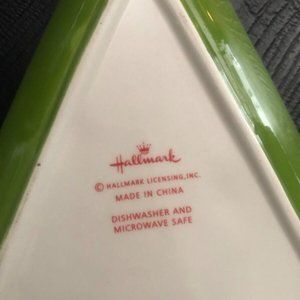 Hallmark
© HALLMARK LICENSING, INC.
MADE IN CHINA
DISHWASHER AND
MICROWAVE SAFE